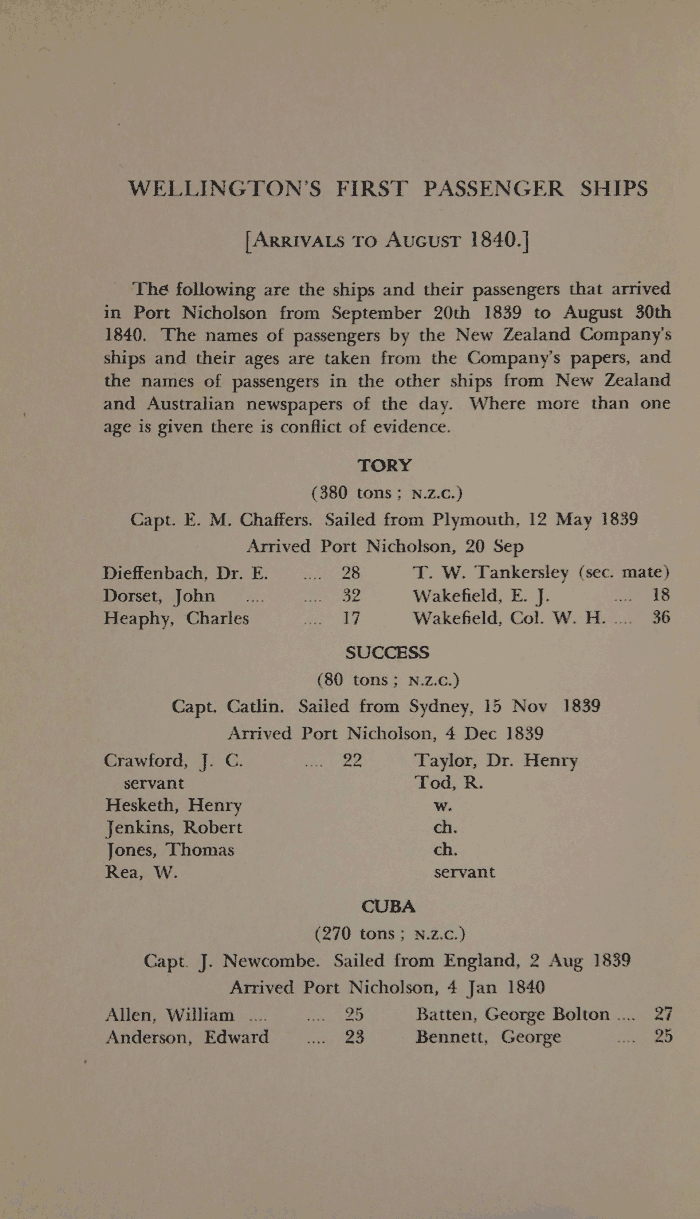 WELLINGTON'S FIRST PASSENGER SHIPS
[ARRIVALS TO AUGUST 1840.]
The following are the ships and their passengers that arrived
in Port Nicholson from September 20th 1839 to August 30th
1840. The names of passengers by the New Zealand Company's
ships and their ages are taken from the Company's papers, and
the names of passengers in the other ships from New Zealand
and Australian newspapers of the day. Where more than one
age is given there is conflict of evidence.
TORY
(380 tons; N.Z.C.)
Capt. E. M. Chaffers. Sailed from Plymouth, 12 May 1839
Arrived Port Nicholson, 20 Sep
Dieffenbach, Dr. E. .... 28 T. W. Tankersley (sec. mate)
Dorset, John .... .... 32 Wakefield, E. J. .... 18
Heaphy, Charles .... 17 Wakefield, Col. W. H. .... 36
SUCCESS
(80 tons; N.Z.C.)
Capt. Catlin. Sailed from Sydney, 15 Nov 1839
Arrived Port Nicholson, 4 Dec 1839
Crawford, J. C. .... 22 Taylor, Dr. Henry
servant Tod, R.
Hesketh, Henry w.
Jenkins, Robert ch.
Jones, Thomas ch.
Rea, W. servant
CUBA
(270 tons; N.Z.C.)
Capt. J. Newcombe. Sailed from England, 2 Aug 1839
Arrived Port Nicholson, 4 Jan 1840
Allen, William .... .... 25 Batten, George Bolton .... 27
Anderson, Edward .... 23 Bennett, George .... 25